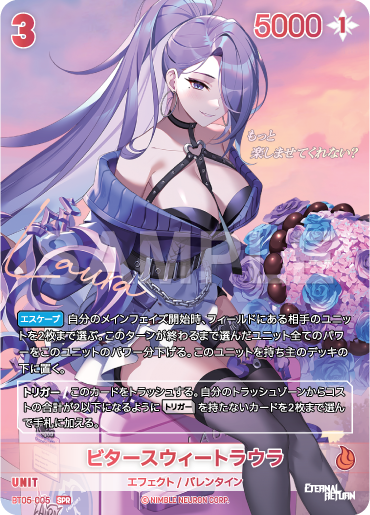 3
5000 1
もっと
楽しませてくれない?
Laura
SAMPLE
エスケープ 自分のメインフェイズ開始時、フィールドにある相手のユニッ
トを2枚まで選ぶ。このターンが終わるまで選んだユニット全てのパワ
ーをこのユニットのパワー分下げる。このユニットを持ち主のデッキの
下に置く。
トリガー / このカードをトラッシュする。自分のトラッシュゾーンからコス
トの合計が2以下になるように トリガー を持たないカードを2枚まで選ん
で手札に加える。
ビタースウィートラウラ
UNIT
エフェクト / バレンタイン
BT05-005 SPR
©NIMBLE NEURON CORP.
ETERNAL
RETURN